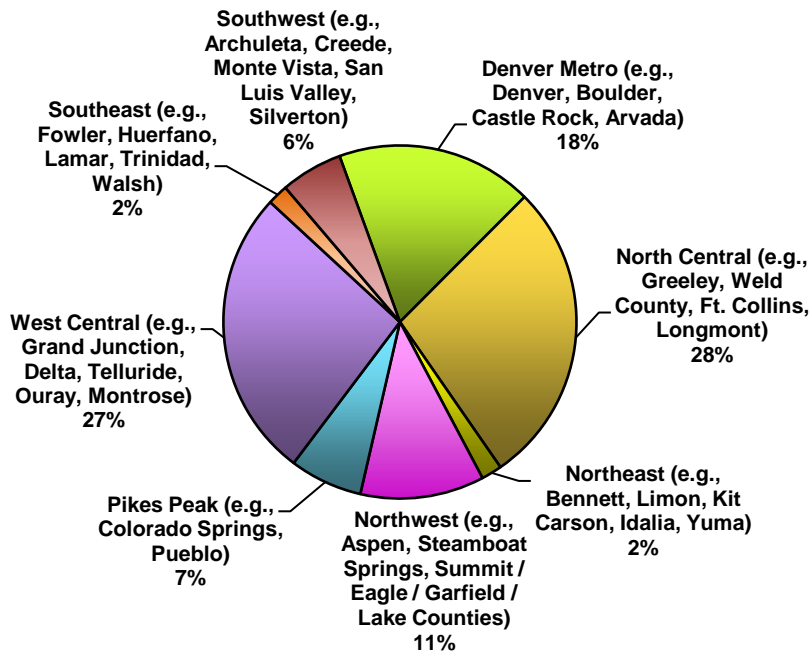 Southwest (e.g.,
Archuleta, Creede,
Monte Vista, San
Luis Valley,
Silverton)
6%
Denver Metro (e.g.,
Denver, Boulder,
Castle Rock, Arvada)
18%
North Central (e.g.,
Greeley, Weld
County, Ft. Collins,
Longmont)
28%
Northeast (e.g.,
Bennett, Limon, Kit
Carson, Idalia, Yuma)
2%
Northwest (e.g.,
Aspen, Steamboat
Springs, Summit /
Eagle / Garfield /
Lake Counties)
11%
Pikes Peak (e.g.,
Colorado Springs,
Pueblo)
7%
West Central (e.g.,
Grand Junction,
Delta, Telluride,
Ouray, Montrose)
27%
Southeast (e.g.,
Fowler, Huerfano,
Lamar, Trinidad,
Walsh)
2%